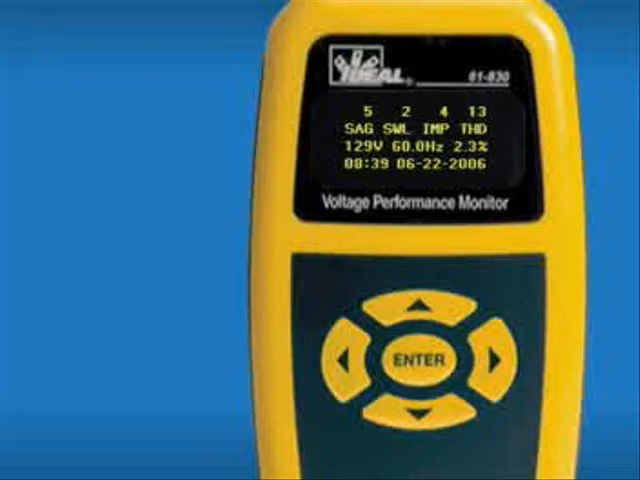 IDEAL®
61-830
5 2 4 13
SAG SWL IMP THD
129V 60.0Hz 2.3%
08:39 06-22-2006
Voltage Performance Monitor
ENTER